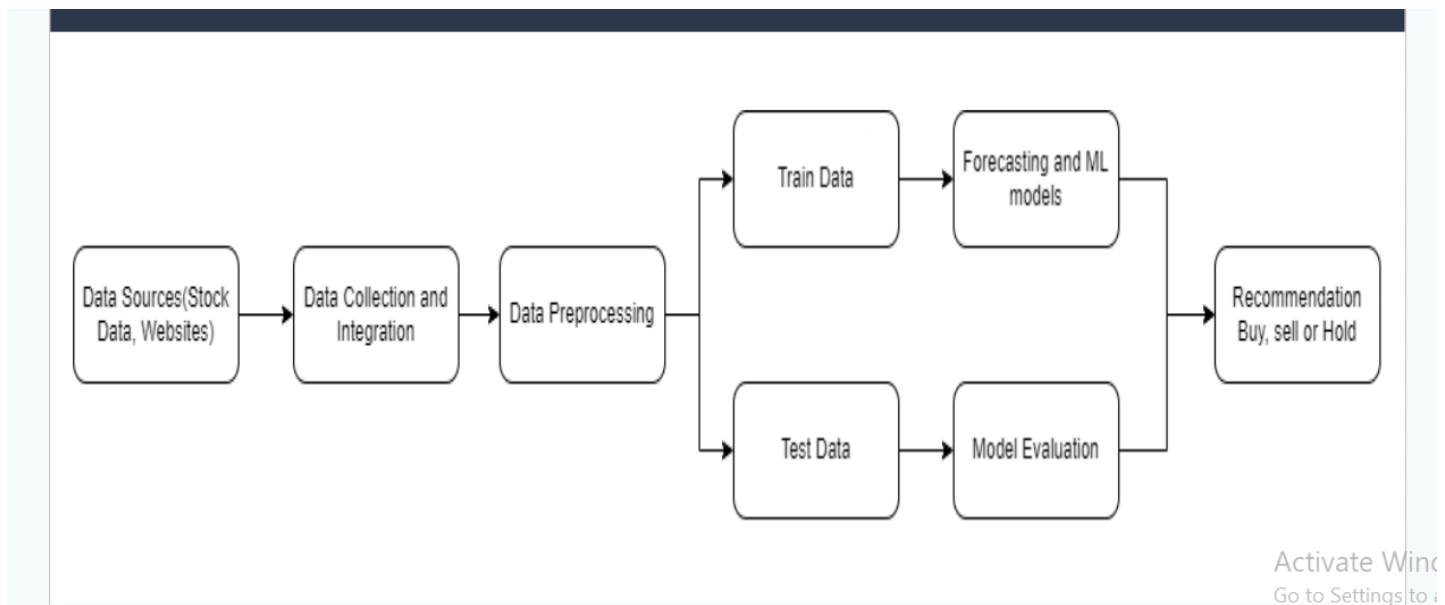 Train Data
Forecasting and ML
models
Data Sources(Stock
Data, Websites)
Data Collection and
Integration
Data Preprocessing
Recommendation
Buy, sell or Hold
Test Data
Model Evaluation
Activate
Go to Settings to